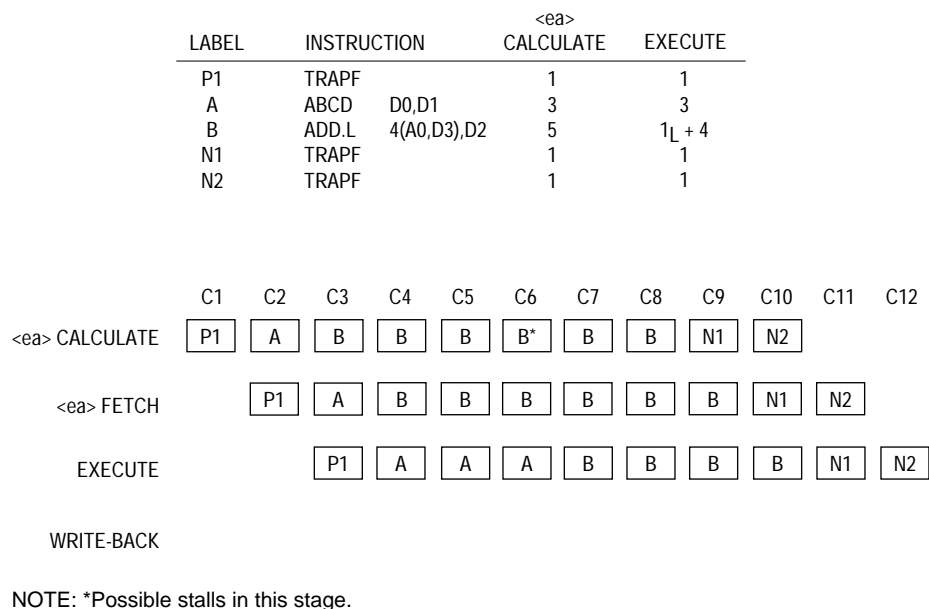 <ea>
LABEL INSTRUCTION CALCULATE EXECUTE
P1 TRAPF 1 1
A ABCD D0,D1 3 3
B ADD.L 4(A0,D3),D2 5 1L + 4
N1 TRAPF 1 1
N2 TRAPF 1 1
C1 C2 C3 C4 C5 C6 C7 C8 C9 C10 C11 C12
<ea> CALCULATE P1 A B B B B* B B N1 N2
<ea> FETCH P1 A B B B B B B N1 N2
EXECUTE P1 A A A B B B B N1 N2
WRITE-BACK
NOTE: *Possible stalls in this stage.